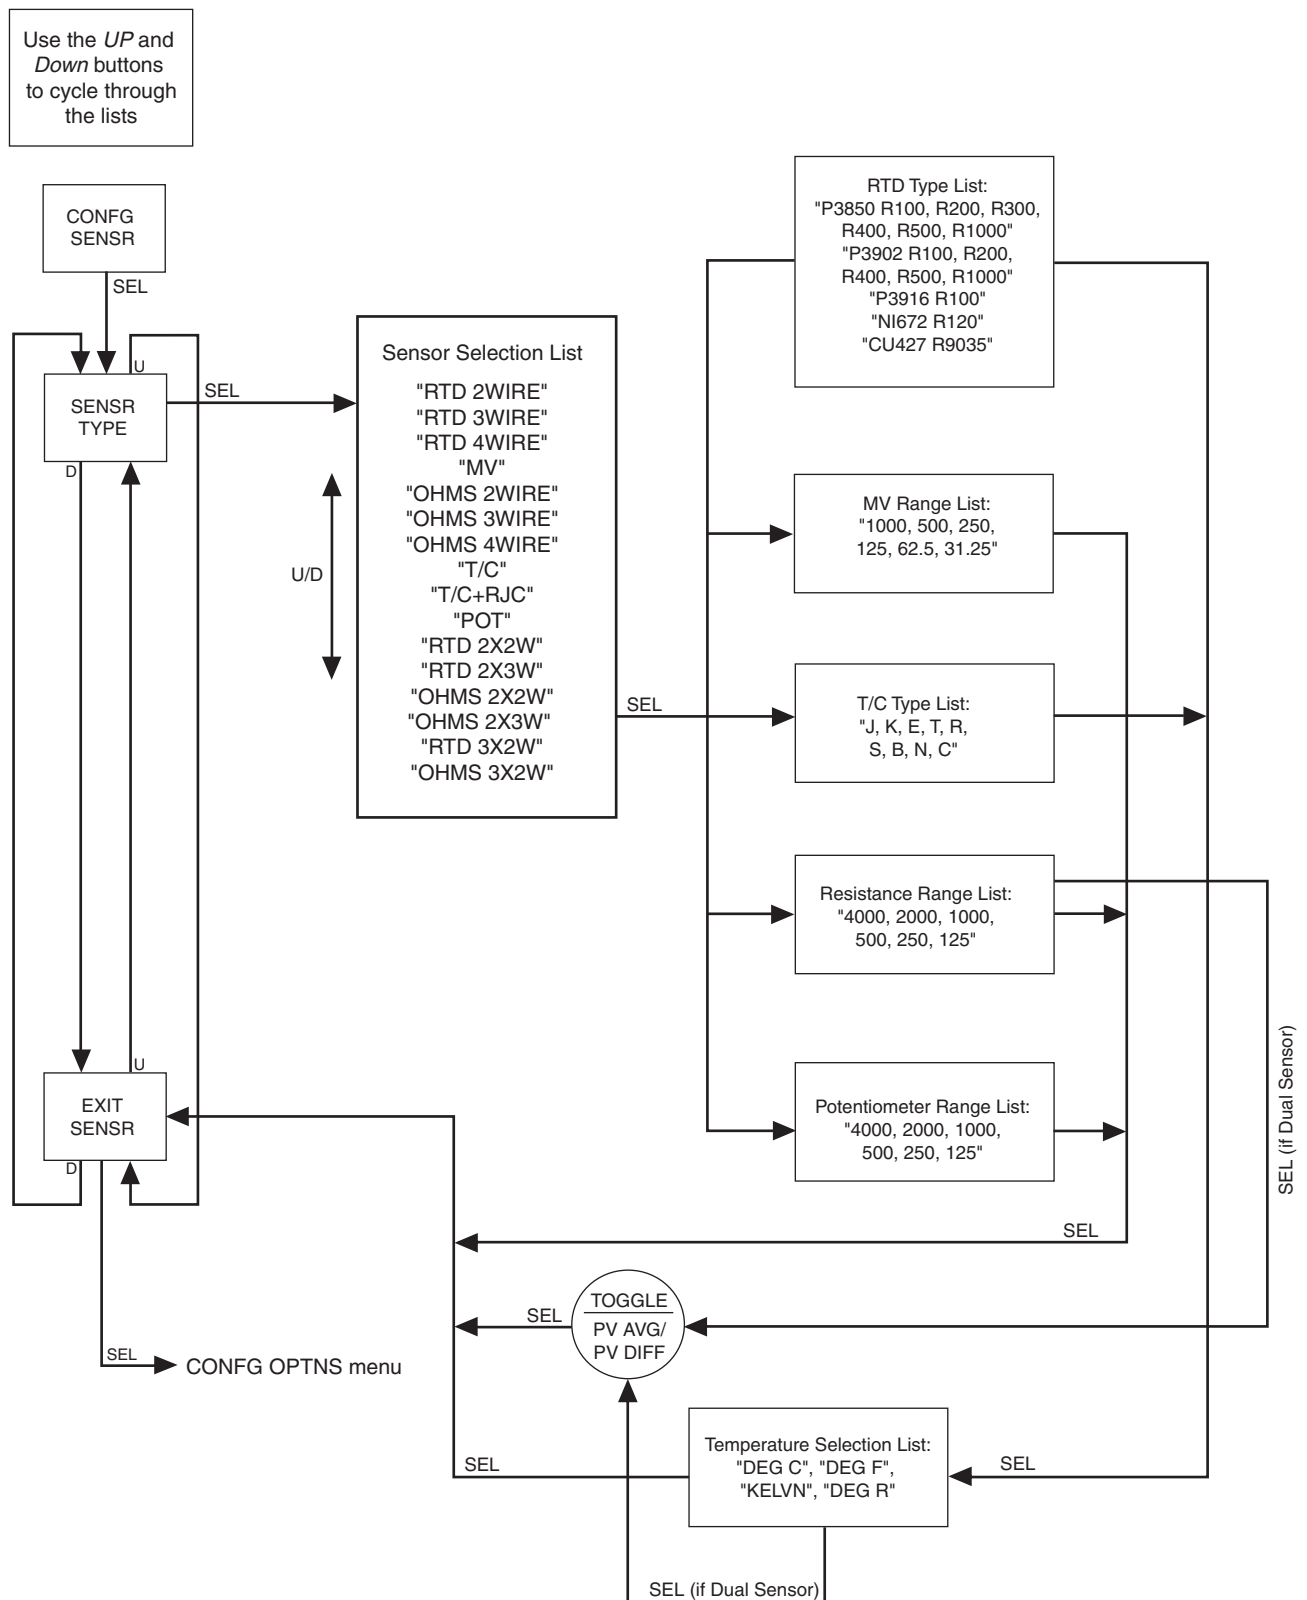 Use the UP and
Down buttons
to cycle through
the lists
CONFG
SENSR
SEL
U
SENSR
TYPE
D
SEL
Sensor Selection List
"RTD 2WIRE"
"RTD 3WIRE"
"RTD 4WIRE"
"MV"
"OHMS 2WIRE"
"OHMS 3WIRE"
"OHMS 4WIRE"
"T/C"
"T/C+RJC"
"POT"
"RTD 2X2W"
"RTD 2X3W"
"OHMS 2X2W"
"OHMS 2X3W"
"RTD 3X2W"
"OHMS 3X2W"
U/D
SEL
RTD Type List:
"P3850 R100, R200, R300,
R400, R500, R1000"
"P3902 R100, R200,
R400, R500, R1000"
"P3916 R100"
"NI672 R120"
"CU427 R9035"
MV Range List:
"1000, 500, 250,
125, 62.5, 31.25"
T/C Type List:
"J, K, E, T, R,
S, B, N, C"
Resistance Range List:
"4000, 2000, 1000,
500, 250, 125"
Potentiometer Range List:
"4000, 2000, 1000,
500, 250, 125"
SEL (if Dual Sensor)
U
EXIT
SENSR
D
SEL
CONFG OPTNS menu
SEL
SEL
TOGGLE
PV AVG/
PV DIFF
SEL
Temperature Selection List:
"DEG C", "DEG F",
"KELVN", "DEG R"
SEL
SEL (if Dual Sensor)